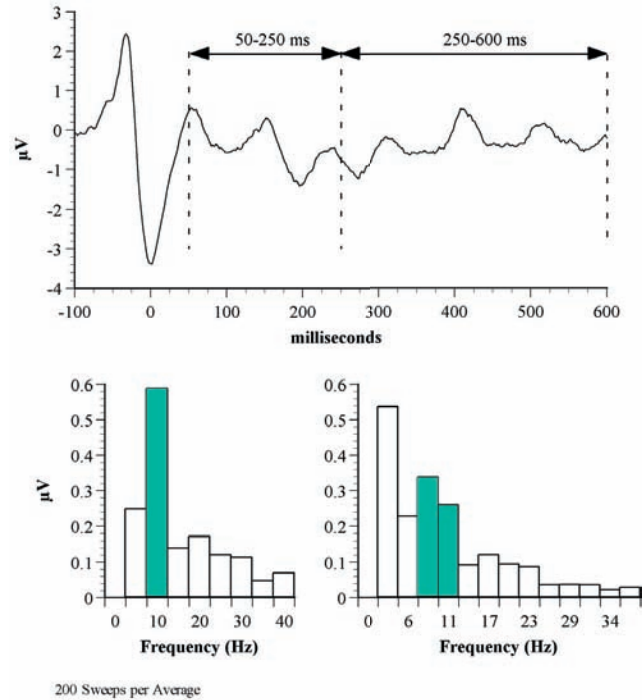 3
2
1
0
-1
-2
-3
-4
µV
50-250 ms
250-600 ms
-100 0 100 200 300 400 500 600
milliseconds
0.6
0.5
0.4
0.3
0.2
0.1
0
µV
0 10 20 30 40
Frequency (Hz)
0.6
0.5
0.4
0.3
0.2
0.1
0
0 6 11 17 23 29 34
Frequency (Hz)
200 Sweeps per Average